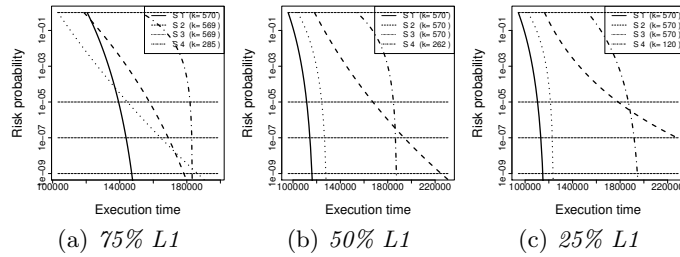 S 1 (k= 570)
S 2 (k= 569)
S 3 (k= 569)
S 4 (k= 285)
Risk probability
1e-01
1e-03
1e-05
1e-07
1e-09
100000 140000 180000
Execution time
(a) 75% L1
S 1 (k= 570)
S 2 (k= 570)
S 3 (k= 570)
S 4 (k= 262)
Risk probability
1e-01
1e-03
1e-05
1e-07
1e-09
100000 140000 180000 220000
Execution time
(b) 50% L1
S 1 (k= 570)
S 2 (k= 570)
S 3 (k= 570)
S 4 (k= 120)
Risk probability
1e-01
1e-03
1e-05
1e-07
1e-09
100000 140000 180000
Execution time
(c) 25% L1